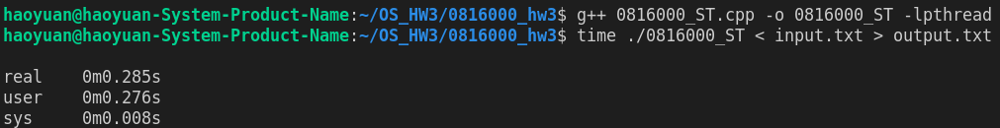 haoyuan@haoyuan-System-Product-Name:~/OS_HW3/0816000_hw3$ g++ 0816000_ST.cpp -o 0816000_ST -lpthread
haoyuan@haoyuan-System-Product-Name:~/OS_HW3/0816000_hw3$ time ./0816000_ST < input.txt > output.txt
real    0m0.285s
user    0m0.276s
sys     0m0.008s